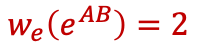 w_e(e^{AB}) = 2